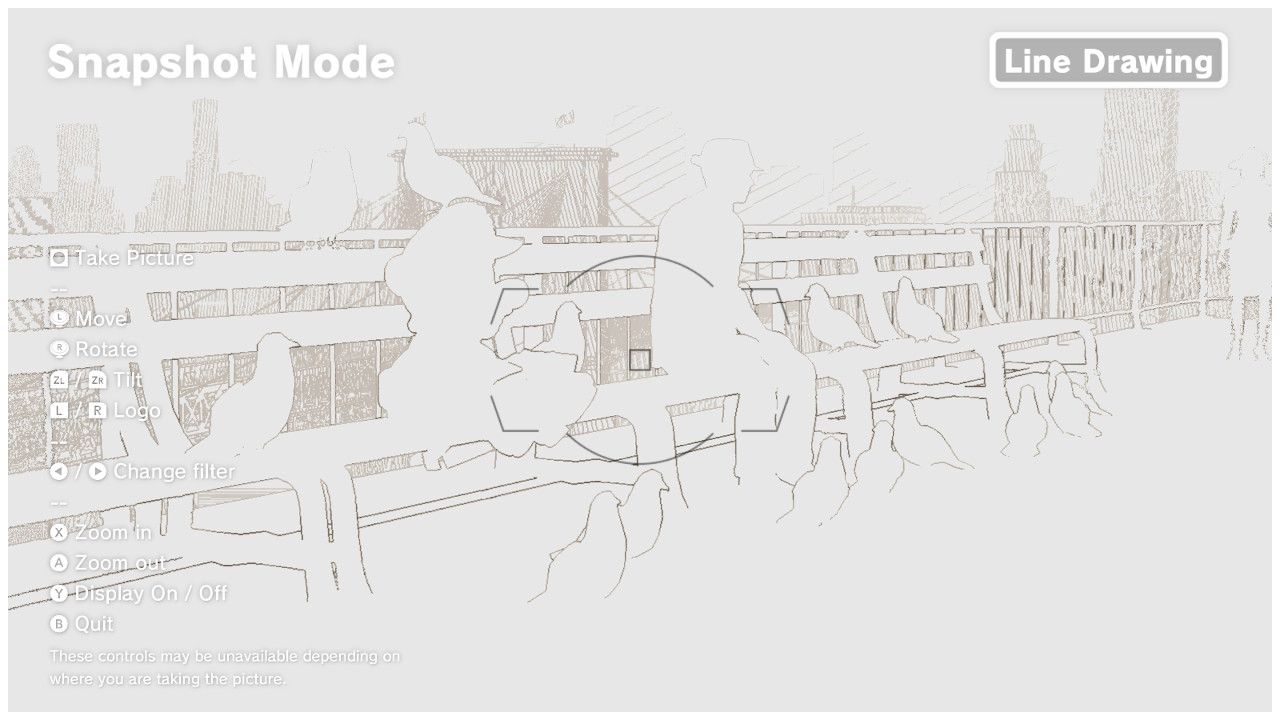 Snapshot Mode
Line Drawing
Take Picture
--
L Move
R Rotate
ZL / ZR Tilt
L / R Logo
--
◀ / ▶ Change filter
--
X Zoom in
A Zoom out
Y Display On / Off
B Quit
These controls may be unavailable depending on
where you are taking the picture.